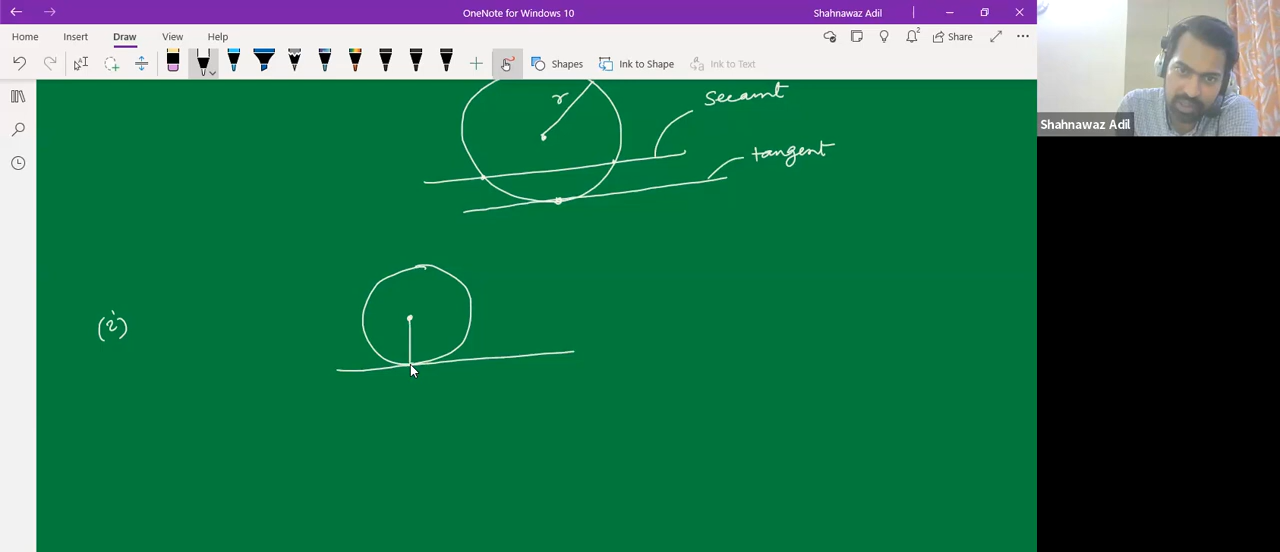 OneNote for Windows 10
Shahnawaz Adil
Home Insert Draw View Help
Share
Shapes Ink to Shape Ink to Text
r
secant
tangent
(i)
Shahnawaz Adil